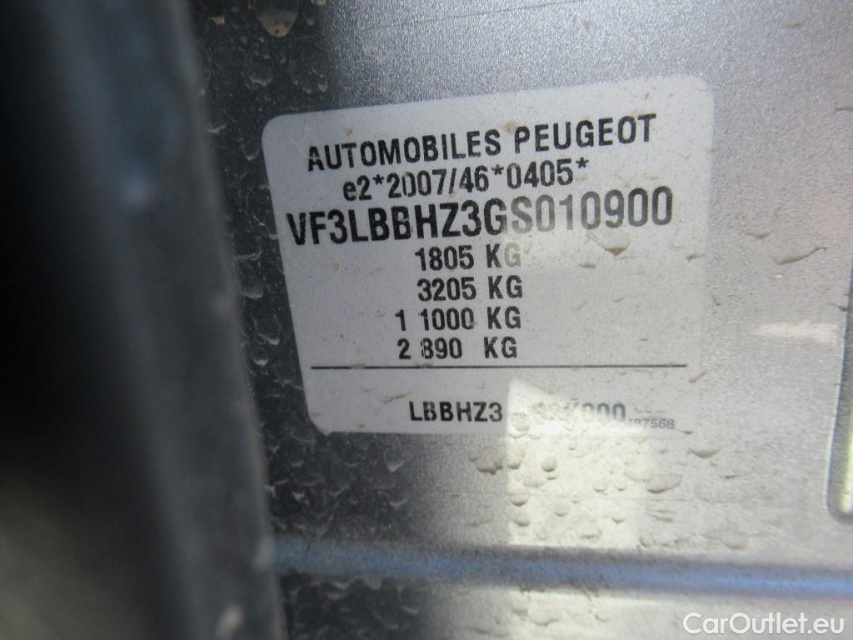 AUTOMOBILES PEUGEOT
e2*2007/46*0405*
VF3LBBHZ3GS010900
1805 KG
3205 KG
1 1000 KG
2 890 KG
LBBHZ3
CarOutlet.eu